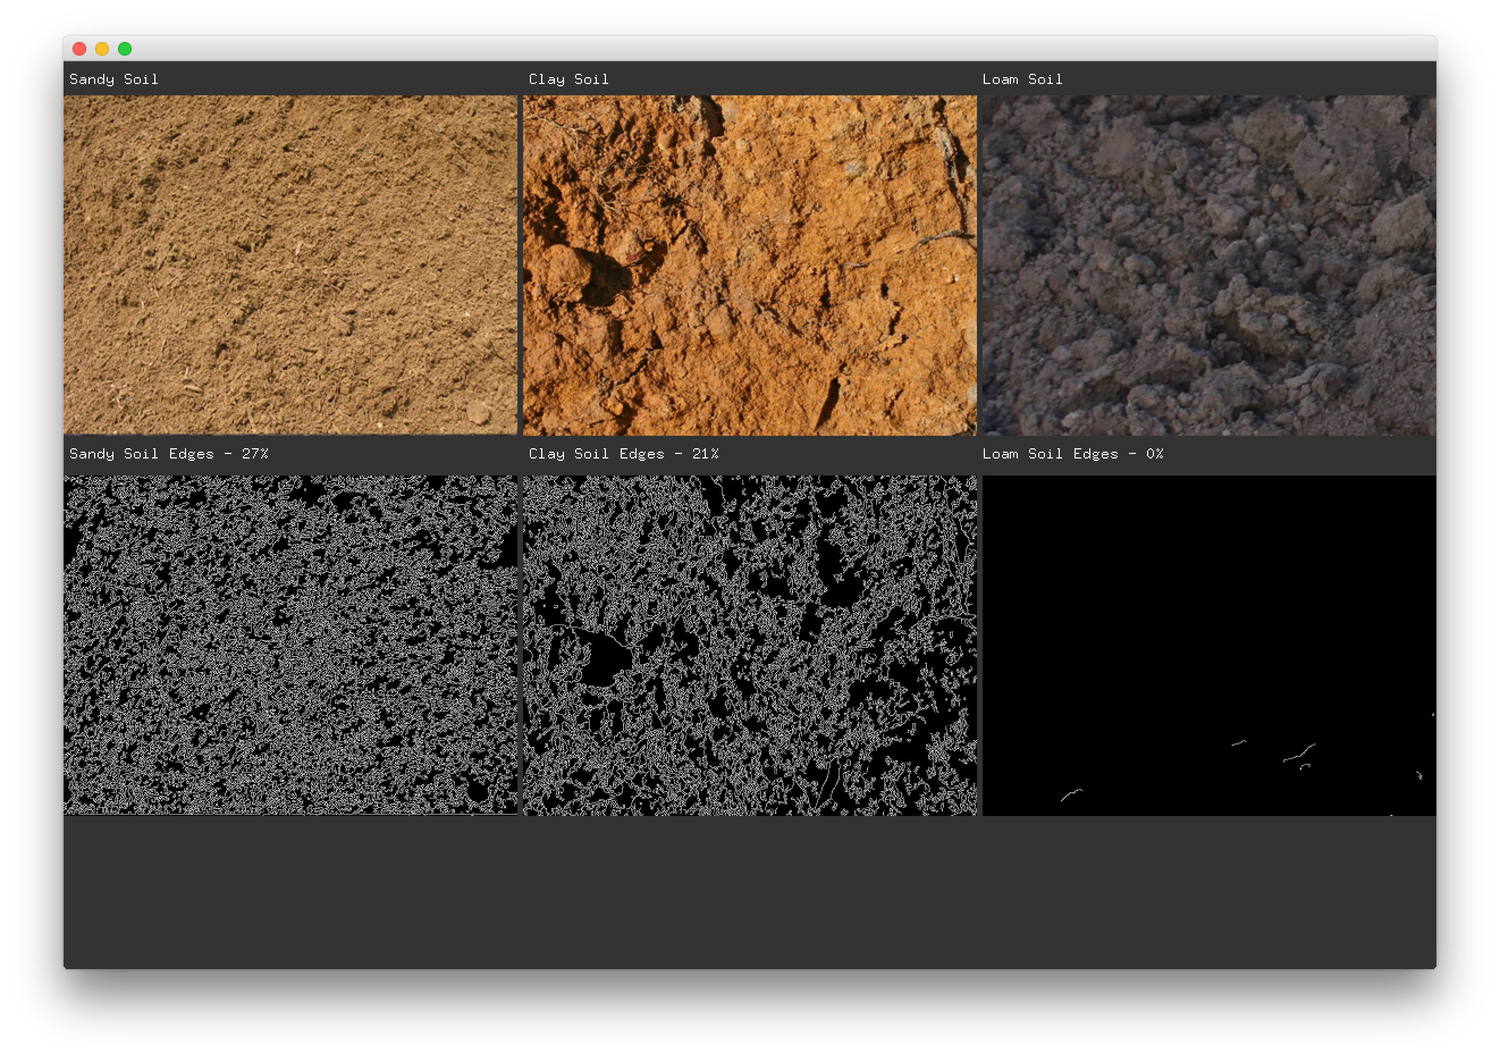 Sandy Soil
Clay Soil
Loam Soil
Sandy Soil Edges - 27%
Clay Soil Edges - 21%
Loam Soil Edges - 0%